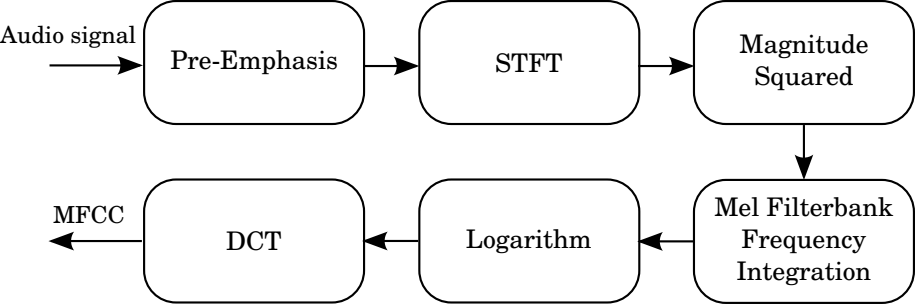 Audio signal
Pre-Emphasis
STFT
Magnitude
Squared
Mel Filterbank
Frequency
Integration
Logarithm
DCT
MFCC